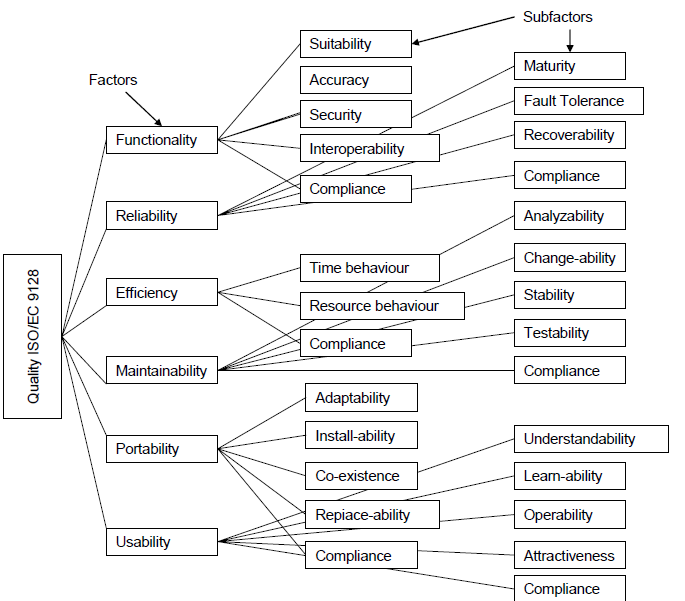 Subfactors
Suitability
Maturity
Factors
Accuracy
Fault Tolerance
Security
Functionality
Recoverability
Interoperability
Compliance
Compliance
Reliability
Analyzability
Time behaviour
Change-ability
Efficiency
Resource behaviour
Stability
Quality ISO/EC 9128
Compliance
Testability
Maintainability
Compliance
Adaptability
Install-ability
Understandability
Portability
Co-existence
Learn-ability
Repiace-ability
Operability
Usability
Compliance
Attractiveness
Compliance